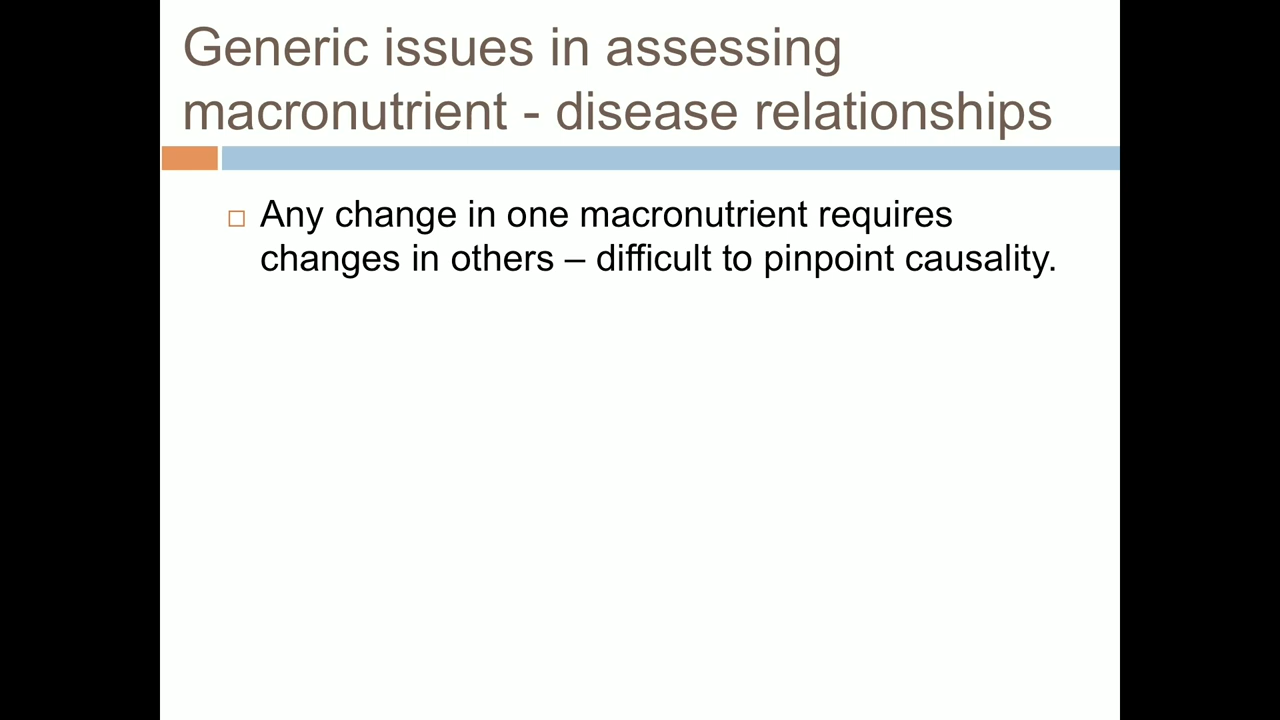 Generic issues in assessing
macronutrient - disease relationships
Any change in one macronutrient requires
changes in others – difficult to pinpoint causality.